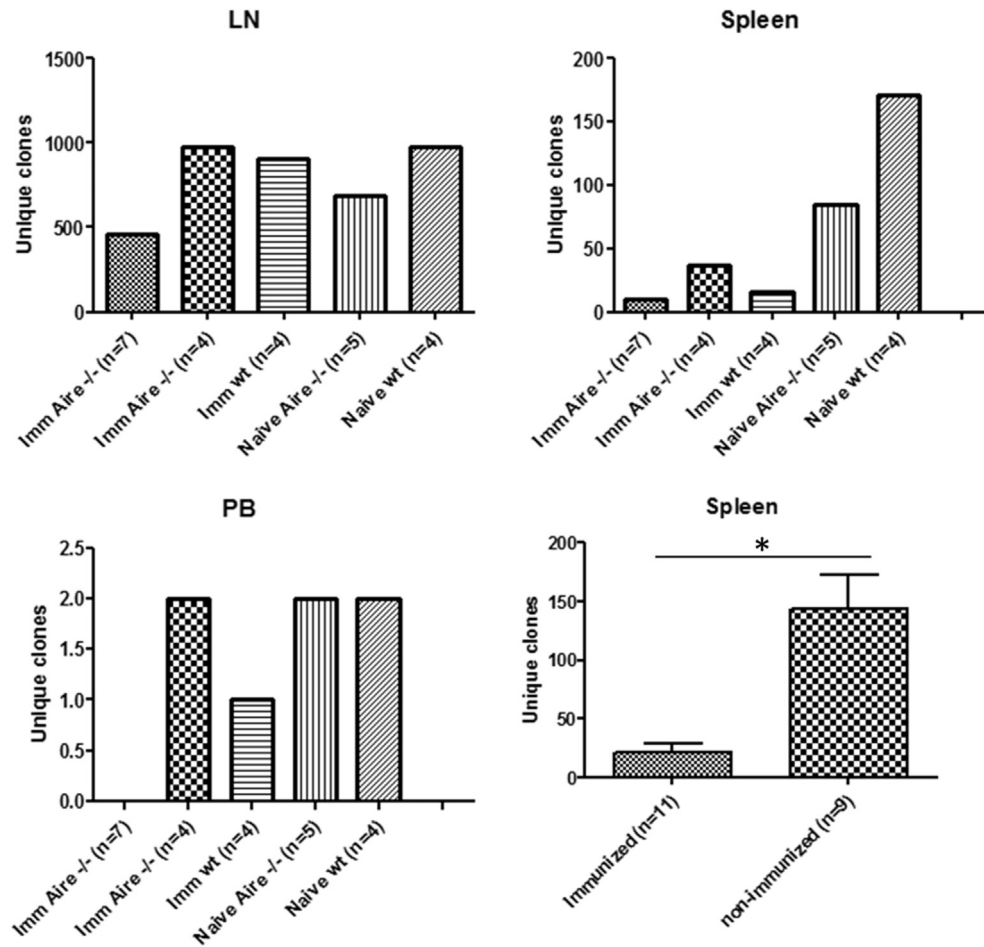 LN
Unique clones
1500
1000
500
0
Imm Aire -/- (n=7)
Imm Aire -/- (n=4)
Imm wt (n=4)
Naive Aire -/- (n=5)
Naive wt (n=4)
Spleen
Unique clones
200
150
100
50
0
Imm Aire -/- (n=7)
Imm Aire -/- (n=4)
Imm wt (n=4)
Naive Aire -/- (n=5)
Naive wt (n=4)
PB
Unique clones
2.5
2.0
1.5
1.0
0.5
0.0
Imm Aire -/- (n=7)
Imm Aire -/- (n=4)
Imm wt (n=4)
Naive Aire -/- (n=5)
Naive wt (n=4)
Spleen
*
Unique clones
200
150
100
50
0
Immunized (n=11)
non-immunized (n=9)